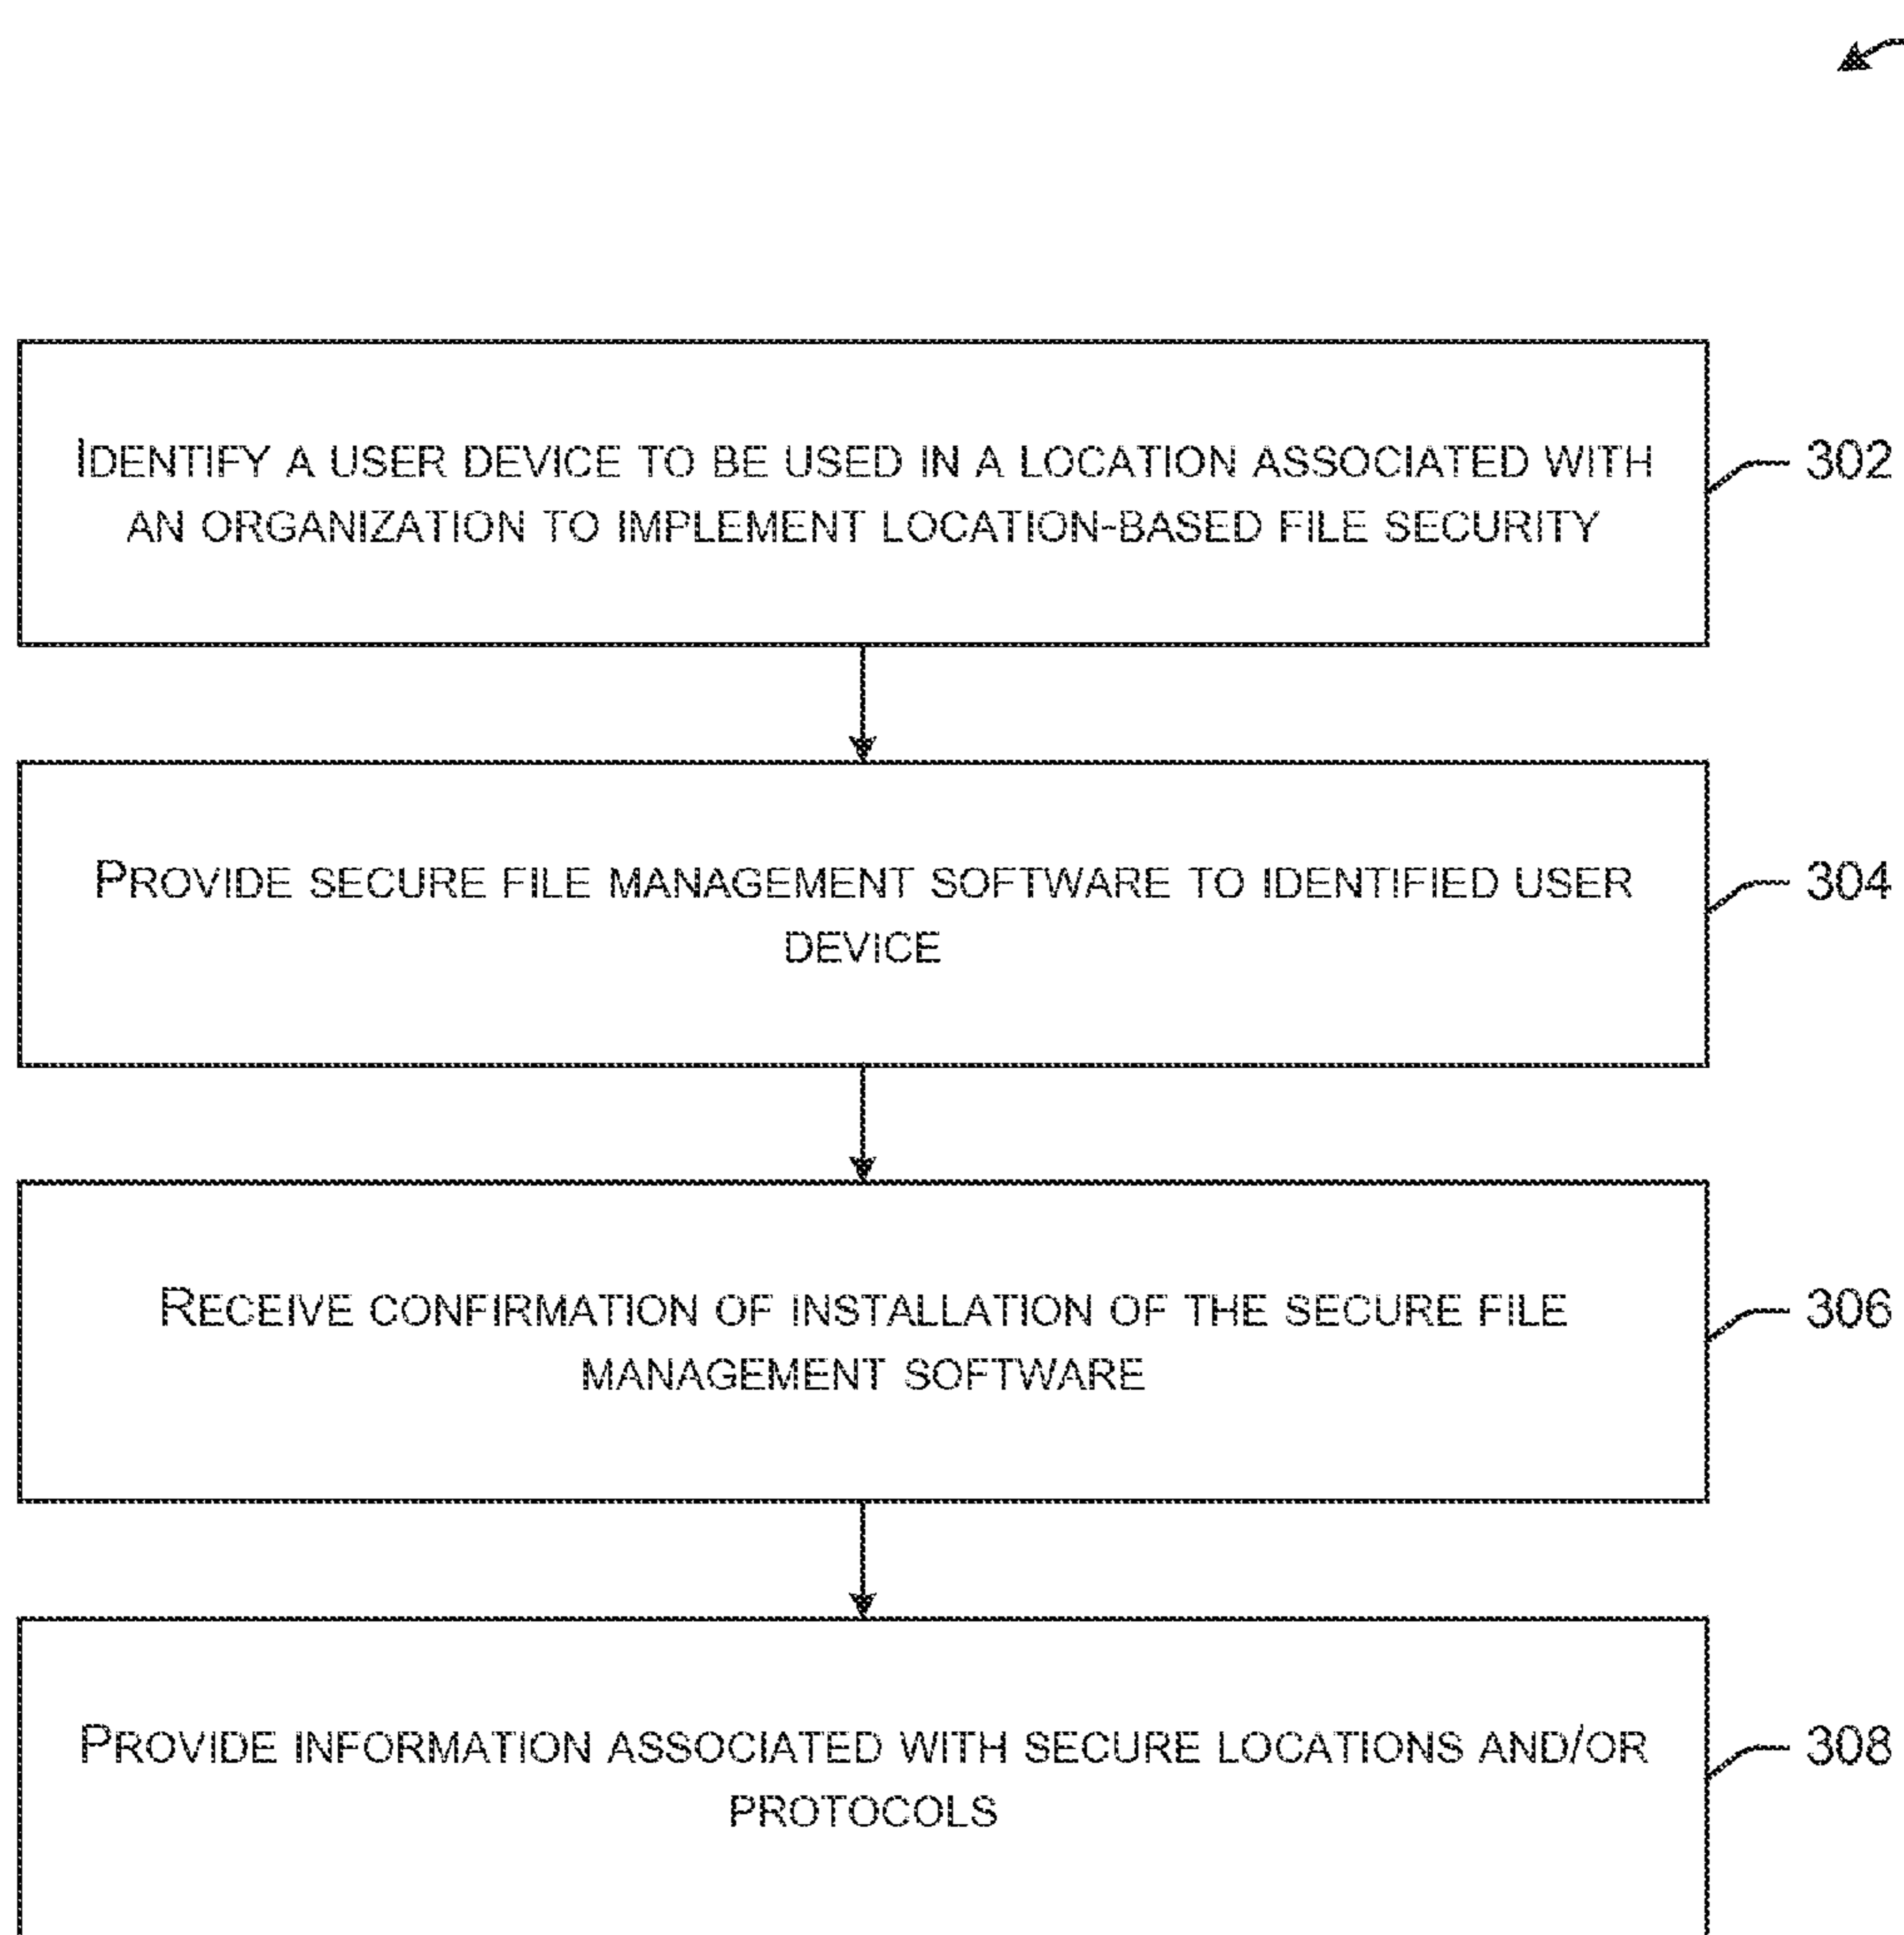 IDENTIFY A USER DEVICE TO BE USED IN A LOCATION ASSOCIATED WITH
AN ORGANIZATION TO IMPLEMENT LOCATION-BASED FILE SECURITY
302
PROVIDE SECURE FILE MANAGEMENT SOFTWARE TO IDENTIFIED USER
DEVICE
304
RECEIVE CONFIRMATION OF INSTALLATION OF THE SECURE FILE
MANAGEMENT SOFTWARE
306
PROVIDE INFORMATION ASSOCIATED WITH SECURE LOCATIONS AND/OR
PROTOCOLS
308